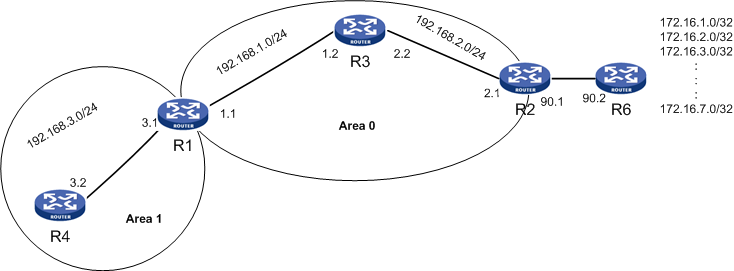 172.16.1.0/32
172.16.2.0/32
172.16.3.0/32
:
:
172.16.7.0/32
192.168.1.0/24
192.168.2.0/24
ROUTER
R3
1.2
2.2
ROUTER
R2
2.1
90.1
ROUTER
R6
90.2
192.168.3.0/24
3.1
ROUTER
R1
1.1
Area 0
3.2
ROUTER
R4
Area 1